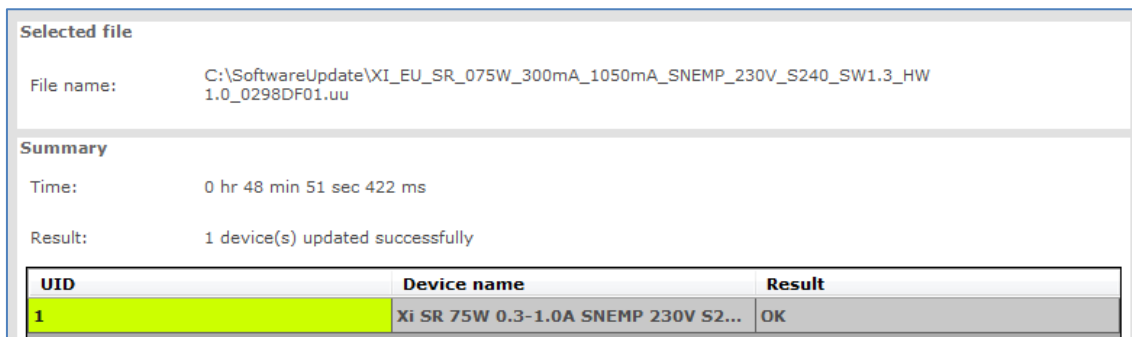 Selected file
File name: C:\SoftwareUpdate\XI_EU_SR_075W_300mA_1050mA_SNEMP_230V_S240_SW1.3_HW
1.0_0298DF01.uu
Summary
Time: 0 hr 48 min 51 sec 422 ms
Result: 1 device(s) updated successfully
UID Device name Result
1 Xi SR 75W 0.3-1.0A SNEMP 230V S2... OK